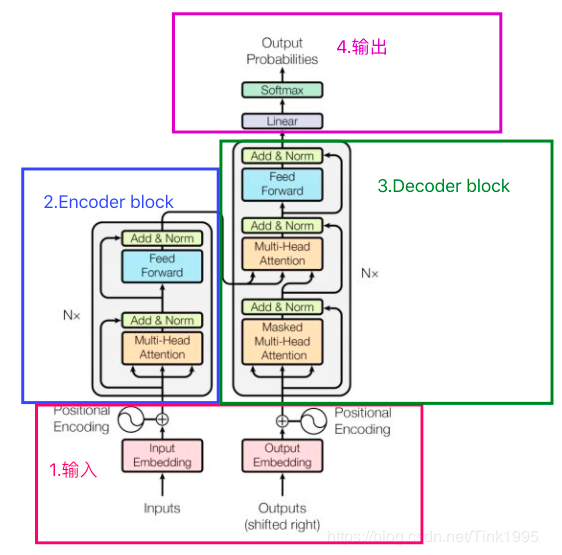 Output
Probabilities
4.输出
Softmax
Linear
Add & Norm
Feed
Forward
3.Decoder block
2.Encoder block
Add & Norm
Multi-Head
Attention
Add & Norm
Feed
Forward
N×
N×
Add & Norm
Masked
Multi-Head
Attention
Add & Norm
Multi-Head
Attention
Positional
Encoding
Positional
Encoding
Input
Embedding
Output
Embedding
1.输入
Inputs
Outputs
(shifted right)
https://blog.csdn.net/Tink1995